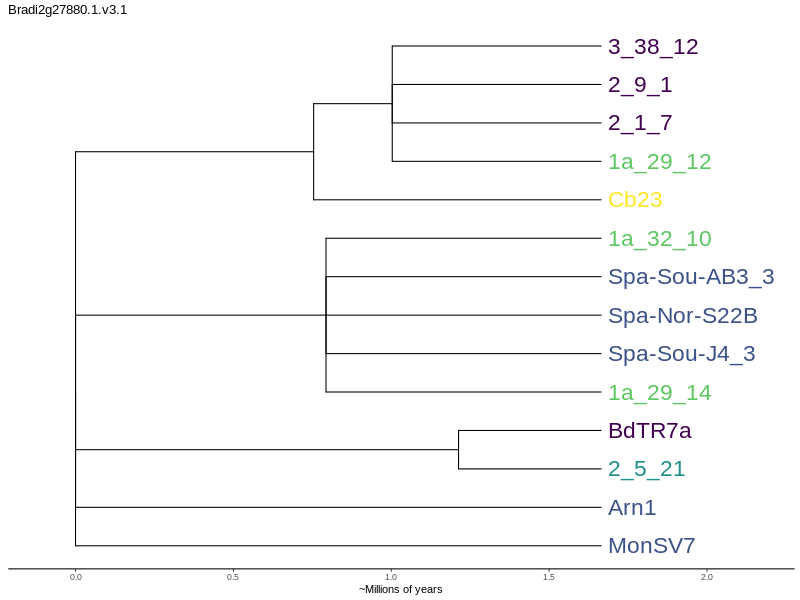 Bradi2g27880.1.v3.1
3_38_12
2_9_1
2_1_7
1a_29_12
Cb23
1a_32_10
Spa-Sou-AB3_3
Spa-Nor-S22B
Spa-Sou-J4_3
1a_29_14
BdTR7a
2_5_21
Arn1
MonSV7
0.0 0.5 1.0 1.5 2.0
~Millions of years